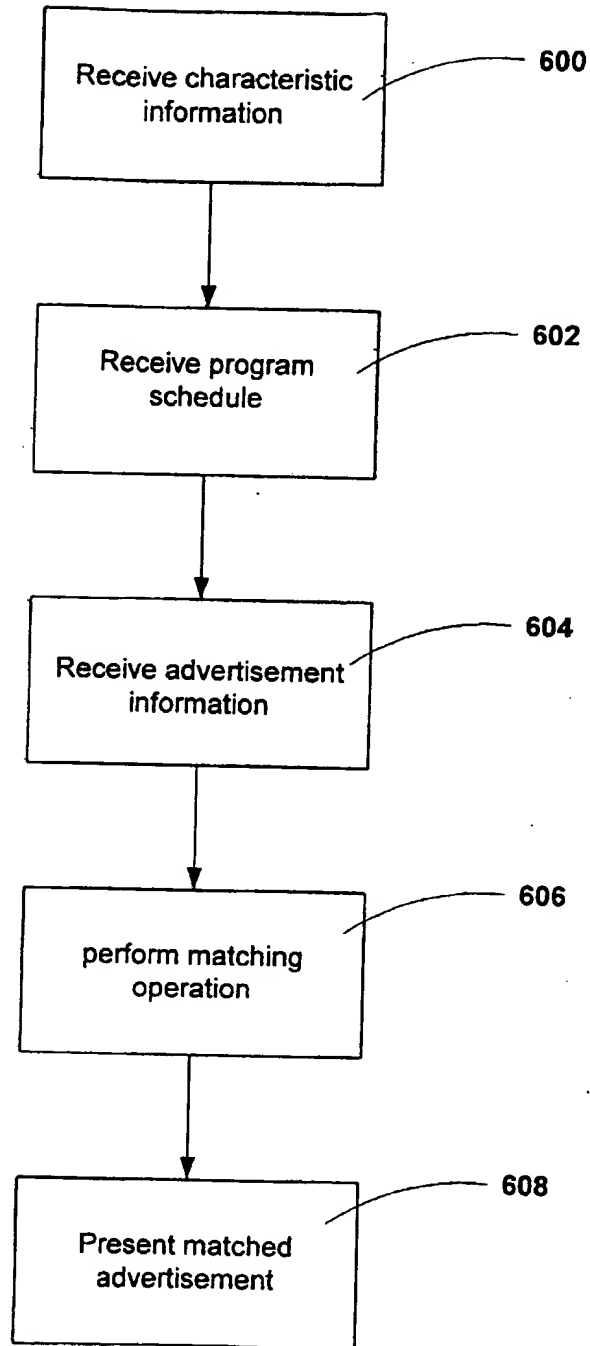 Receive characteristic
information
600
Receive program
schedule
602
Receive advertisement
information
604
perform matching
operation
606
Present matched
advertisement
608